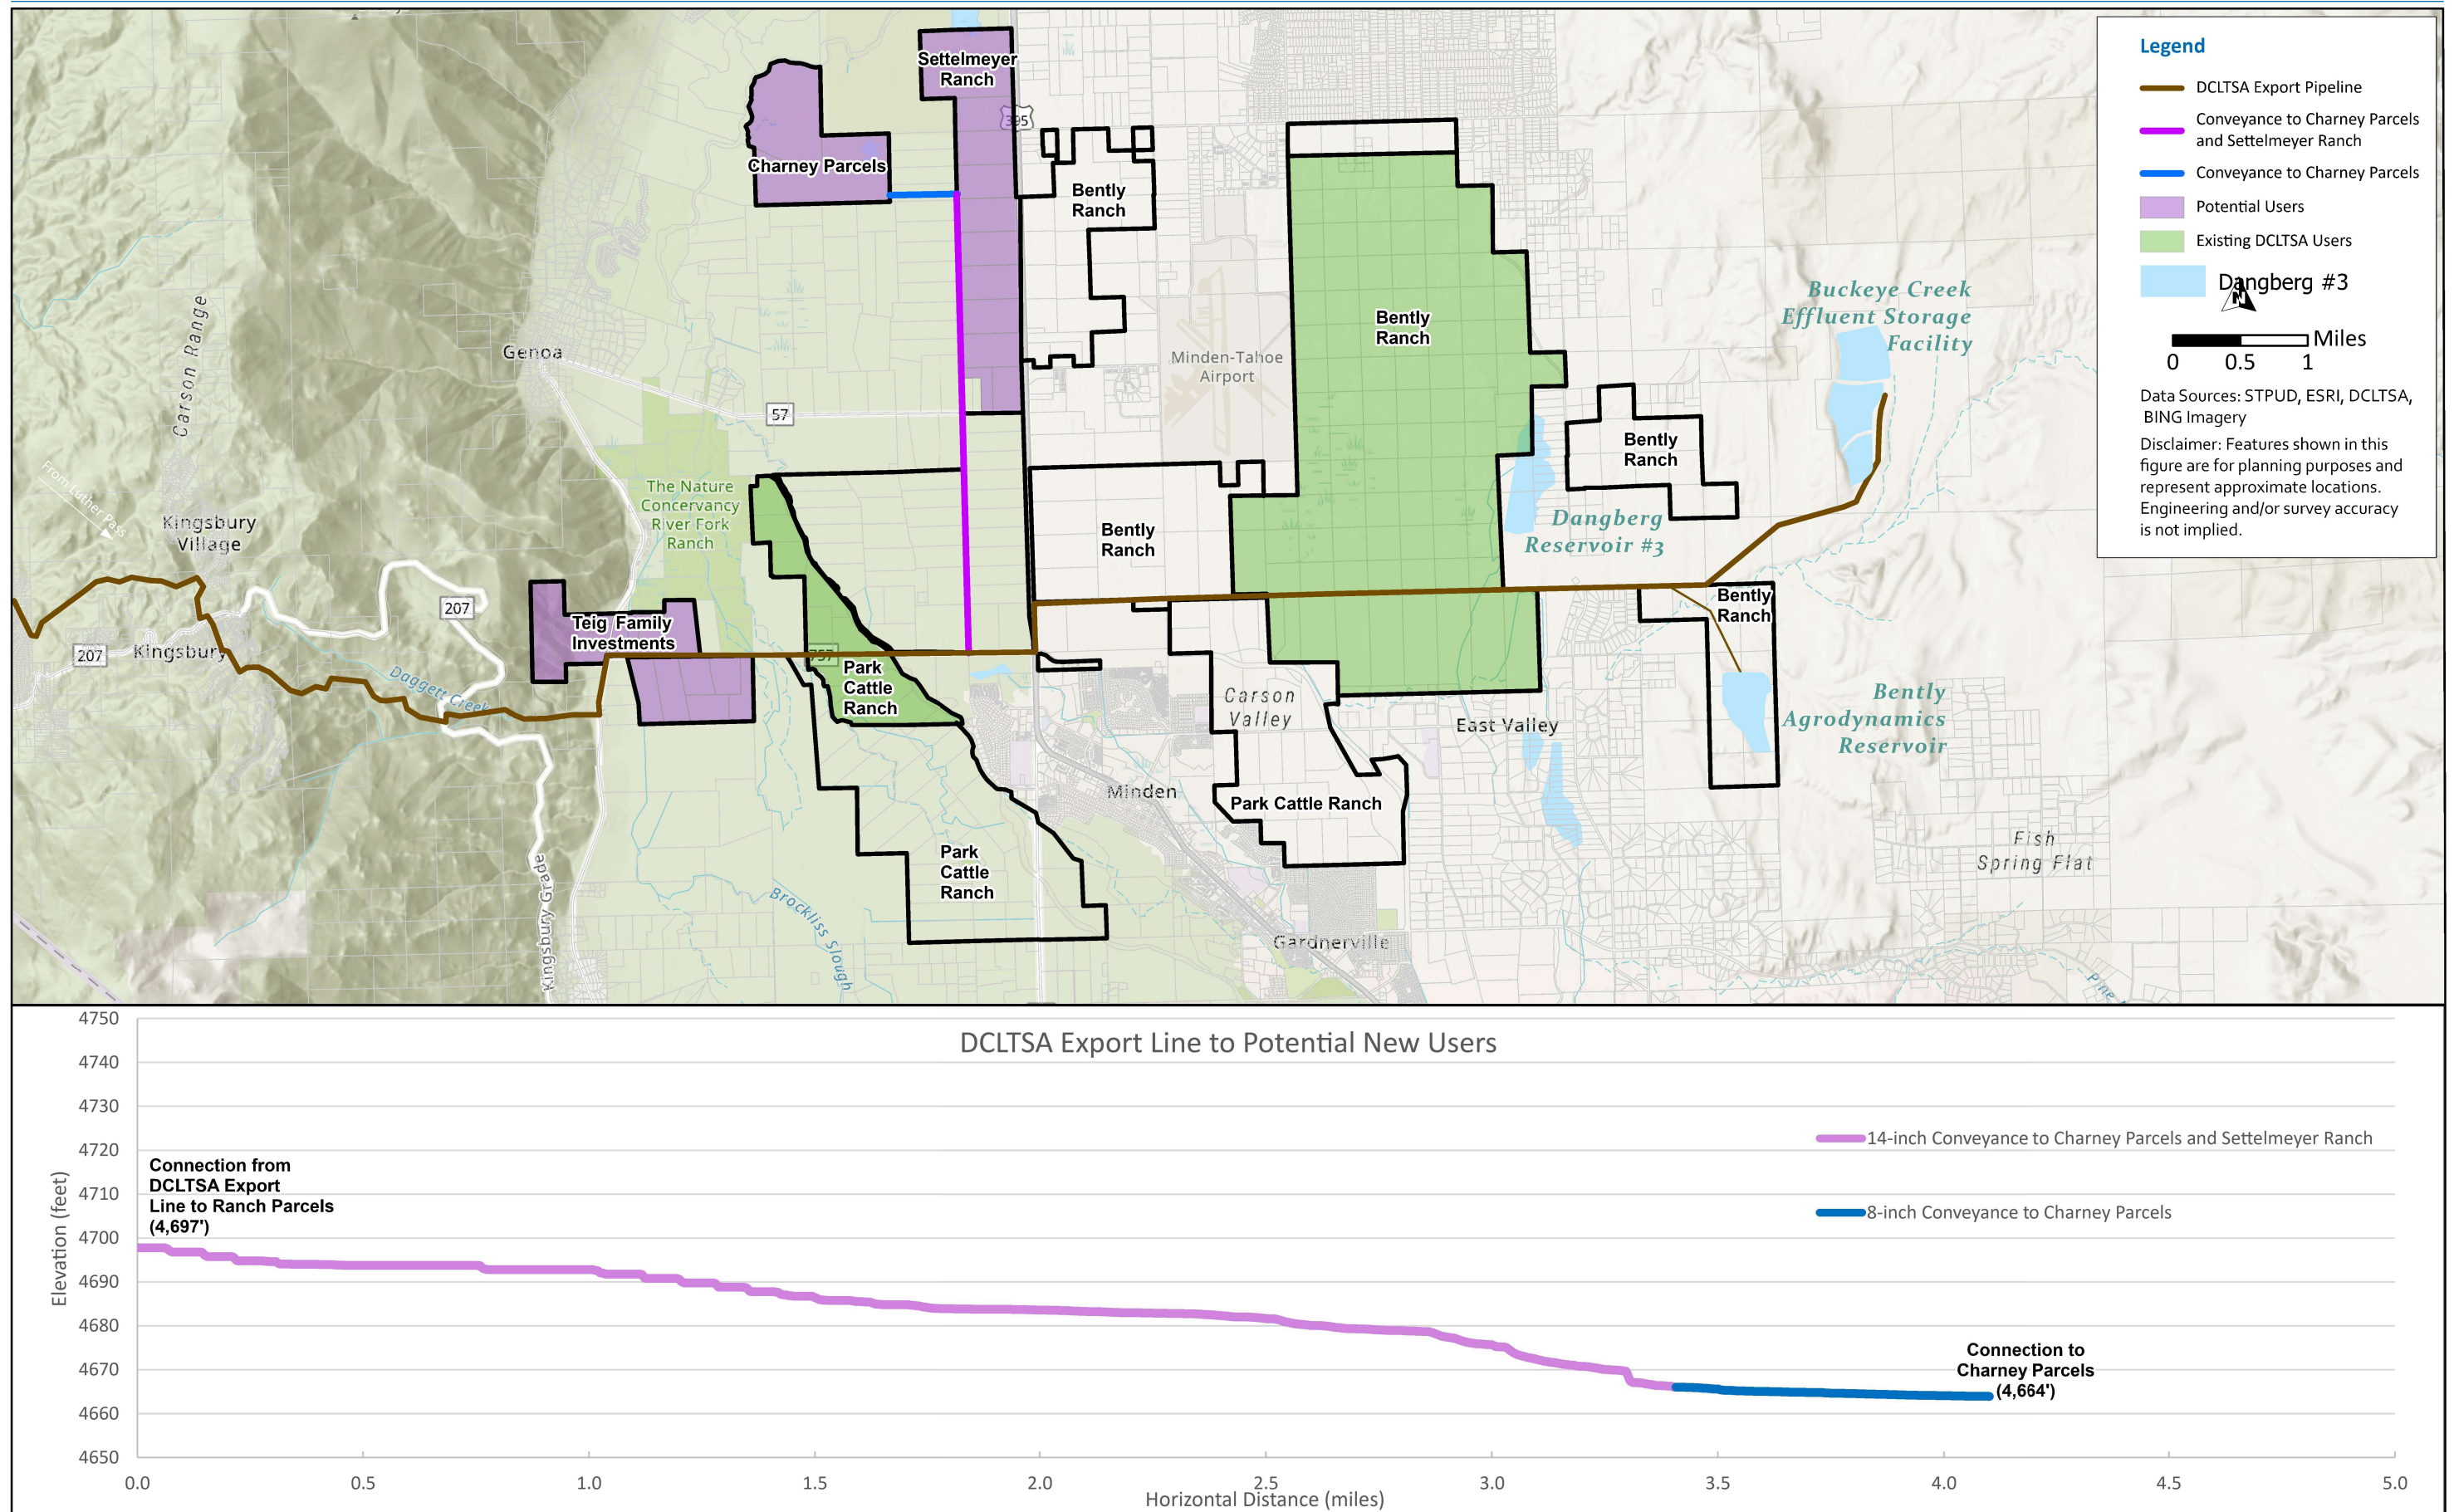 Settelmeyer
Ranch
395
Charney Parcels
Bently
Ranch
Bently
Ranch
Minden-Tahoe
Airport
Genoa
Carson Range
57
From Luther Pass
Kingsbury
Village
The Nature
Concervancy
River Fork
Ranch
Bently
Ranch
Bently
Ranch
Dangberg
Reservoir #3
Buckeye Creek
Effluent Storage
Facility
207
207
Kingsbury
Teig Family
Investments
757
Daggett Creek
Park
Cattle
Ranch
Carson
Valley
East Valley
Bently
Ranch
Bently
Agrodynamics
Reservoir
Minden
Park Cattle Ranch
Park
Cattle
Ranch
Brockliss Slough
Kingsbury Grade
Gardnerville
Fish
Spring Flat
Pine
Legend
DCLTSA Export Pipeline
Conveyance to Charney Parcels
and Settelmeyer Ranch
Conveyance to Charney Parcels
Potential Users
Existing DCLTSA Users
Dangberg #3
N
Miles
0 0.5 1
Data Sources: STPUD, ESRI, DCLTSA,
BING Imagery
Disclaimer: Features shown in this
figure are for planning purposes and
represent approximate locations.
Engineering and/or survey accuracy
is not implied.
DCLTSA Export Line to Potential New Users
4750
4740
4730
4720
4710
4700
4690
4680
4670
4660
4650
Elevation (feet)
Connection from
DCLTSA Export
Line to Ranch Parcels
(4,697')
14-inch Conveyance to Charney Parcels and Settelmeyer Ranch
8-inch Conveyance to Charney Parcels
Connection to
Charney Parcels
(4,664')
0.0 0.5 1.0 1.5 2.0 2.5 3.0 3.5 4.0 4.5 5.0
Horizontal Distance (miles)